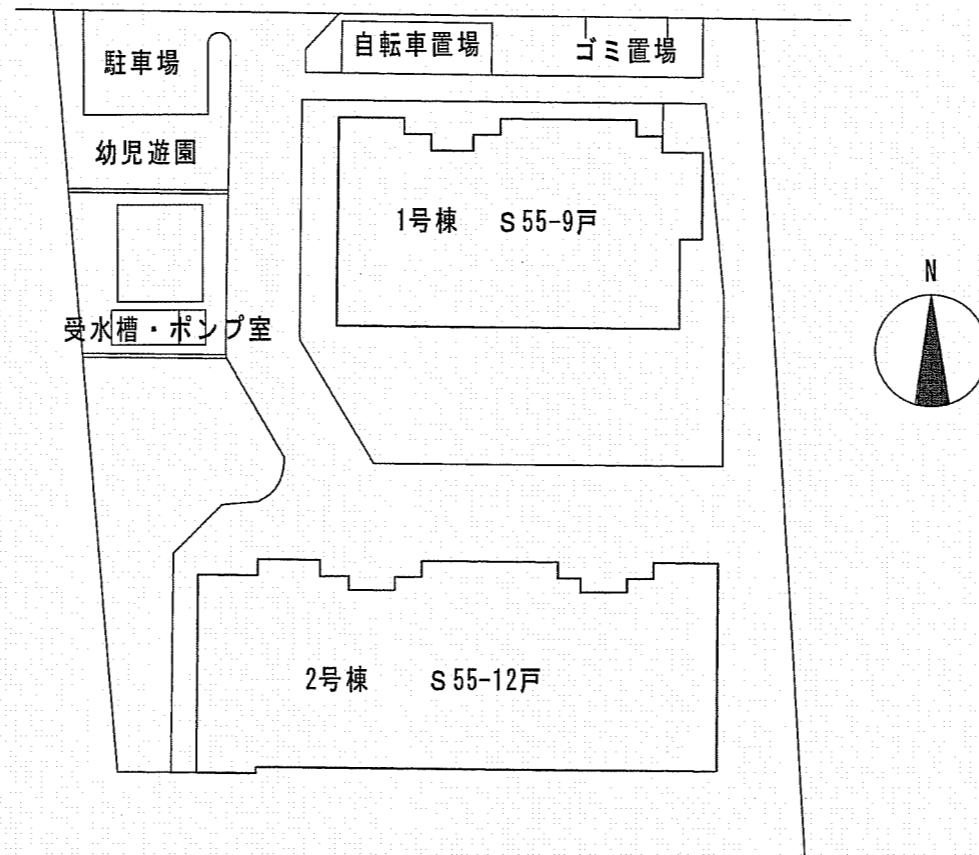 自転車置場
ゴミ置場
駐車場
幼児遊園
1号棟 S55-9戸
N
受水槽・ポンプ室
2号棟 S55-12戸